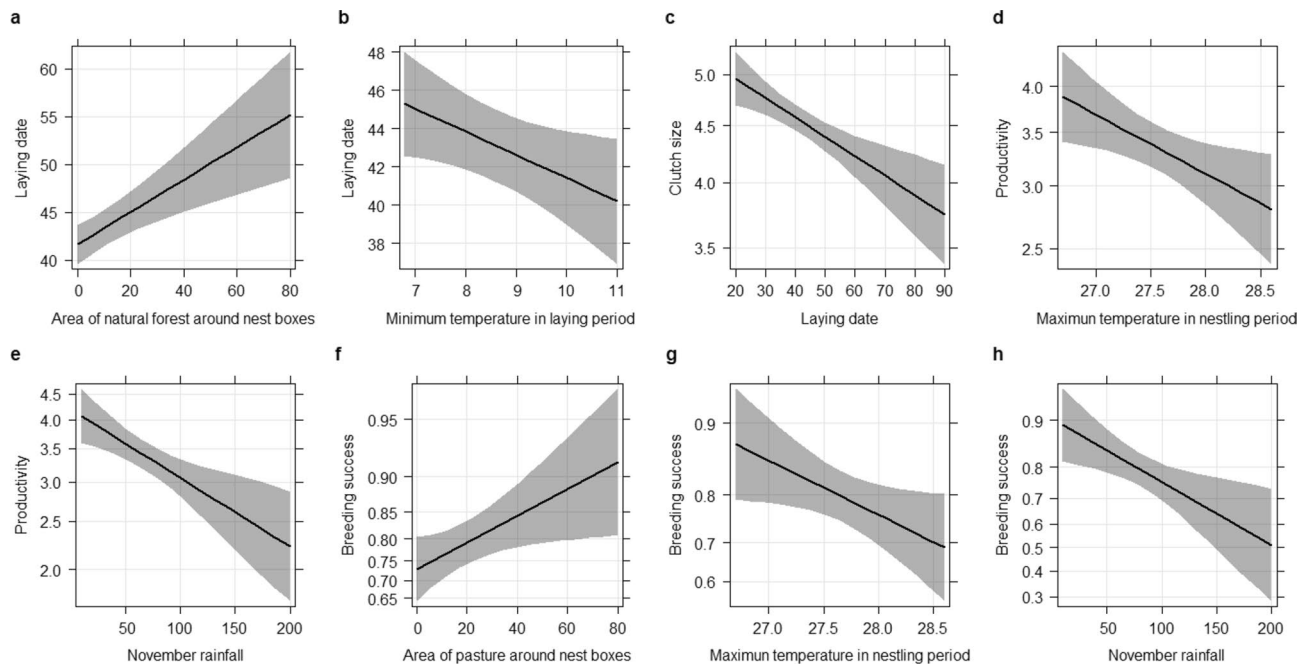 a
60
55
50
45
40
Laying date
0 20 40 60 80
Area of natural forest around nest boxes
b
48
46
44
42
40
38
Laying date
7 8 9 10 11
Minimum temperature in laying period
c
5.0
4.5
4.0
3.5
Clutch size
20 30 40 50 60 70 80 90
Laying date
d
4.0
3.5
3.0
2.5
Productivity
27.0 27.5 28.0 28.5
Maximun temperature in nestling period
e
4.5
4.0
3.5
3.0
2.5
2.0
Productivity
50 100 150 200
November rainfall
f
0.95
0.90
0.85
0.80
0.75
0.70
0.65
Breeding success
0 20 40 60 80
Area of pasture around nest boxes
g
0.9
0.8
0.7
0.6
Breeding success
27.0 27.5 28.0 28.5
Maximun temperature in nestling period
h
0.9
0.8
0.7
0.6
0.5
0.4
0.3
Breeding success
50 100 150 200
November rainfall